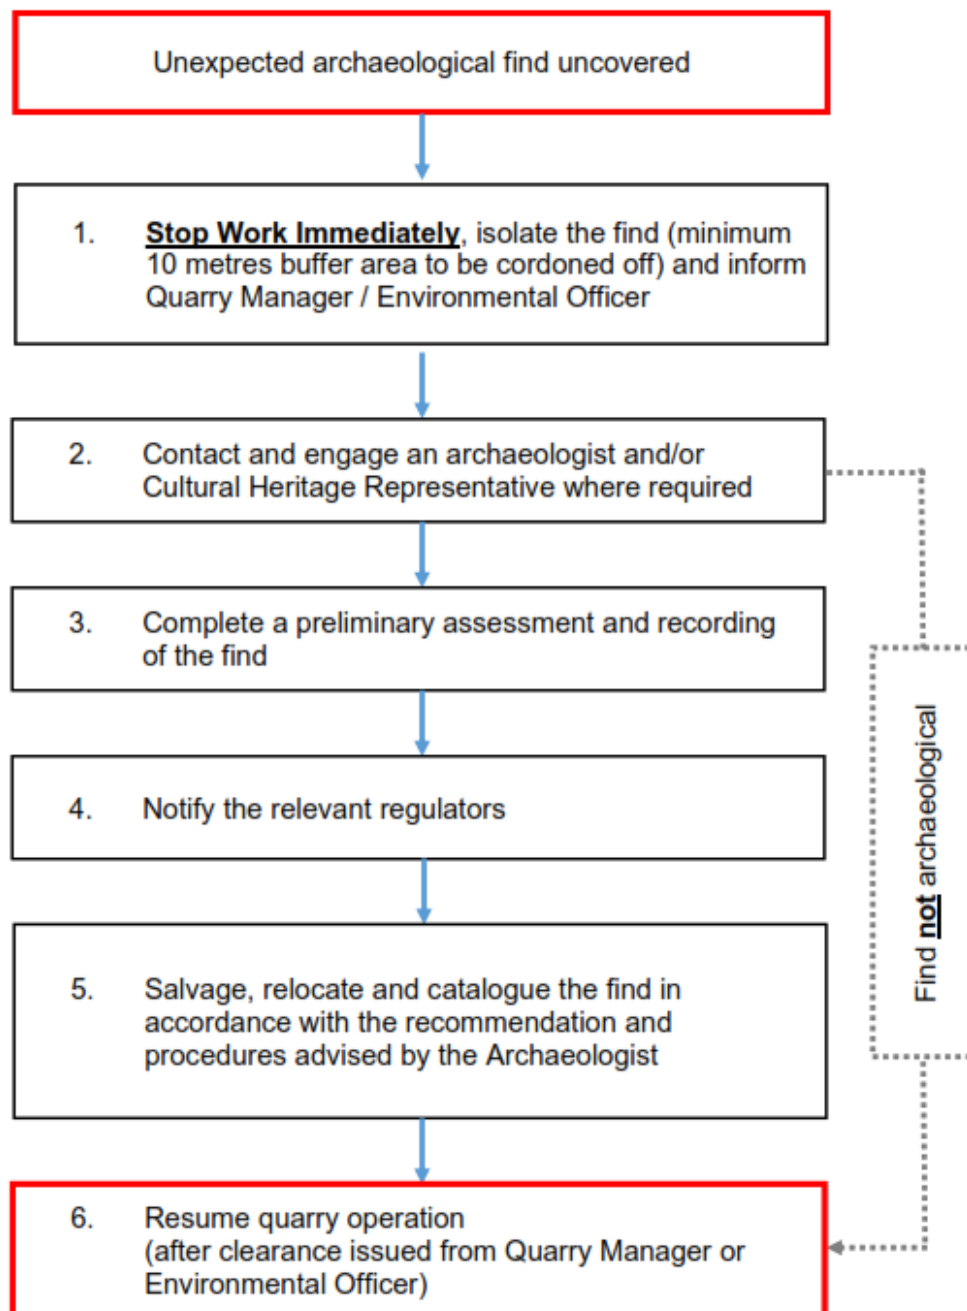 Unexpected archaeological find uncovered
1. Stop Work Immediately, isolate the find (minimum
10 metres buffer area to be cordoned off) and inform
Quarry Manager / Environmental Officer
2. Contact and engage an archaeologist and/or
Cultural Heritage Representative where required
3. Complete a preliminary assessment and recording
of the find
4. Notify the relevant regulators
Find not archaeological
5. Salvage, relocate and catalogue the find in
accordance with the recommendation and
procedures advised by the Archaeologist
6. Resume quarry operation
(after clearance issued from Quarry Manager or
Environmental Officer)